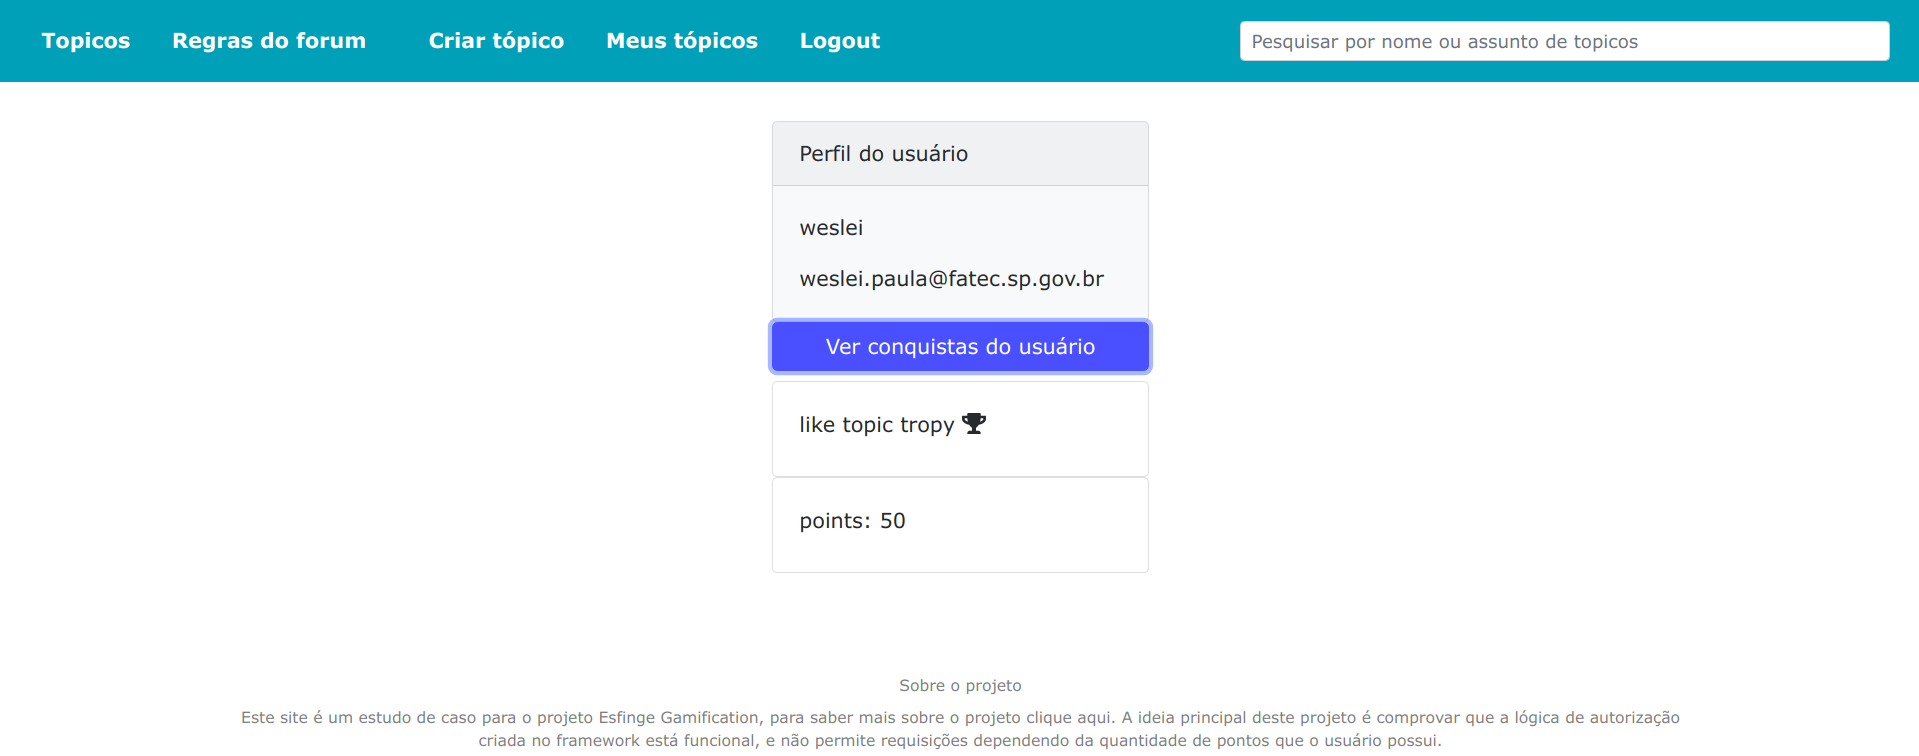 Topicos Regras do forum Criar tópico Meus tópicos Logout Pesquisar por nome ou assunto de topicos
Perfil do usuário
weslei
weslei.paula@fatec.sp.gov.br
Ver conquistas do usuário
like topic tropy
points: 50
Sobre o projeto
Este site é um estudo de caso para o projeto Esfinge Gamification, para saber mais sobre o projeto clique aqui. A ideia principal deste projeto é comprovar que a lógica de autorização
criada no framework está funcional, e não permite requisições dependendo da quantidade de pontos que o usuário possui.